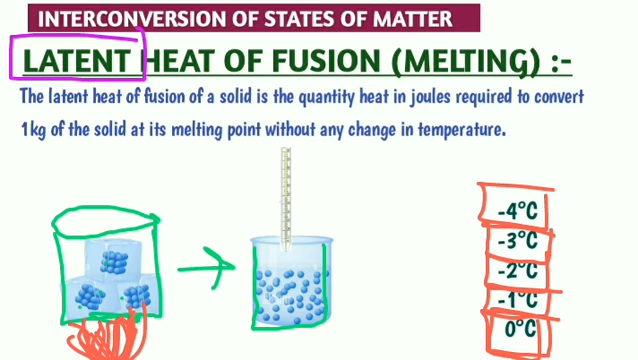 INTERCONVERSION OF STATES OF MATTER
LATENT HEAT OF FUSION (MELTING) :-
The latent heat of fusion of a solid is the quantity heat in joules required to convert
1kg of the solid at its melting point without any change in temperature.
-4°C
-3°C
-2°C
-1°C
0°C